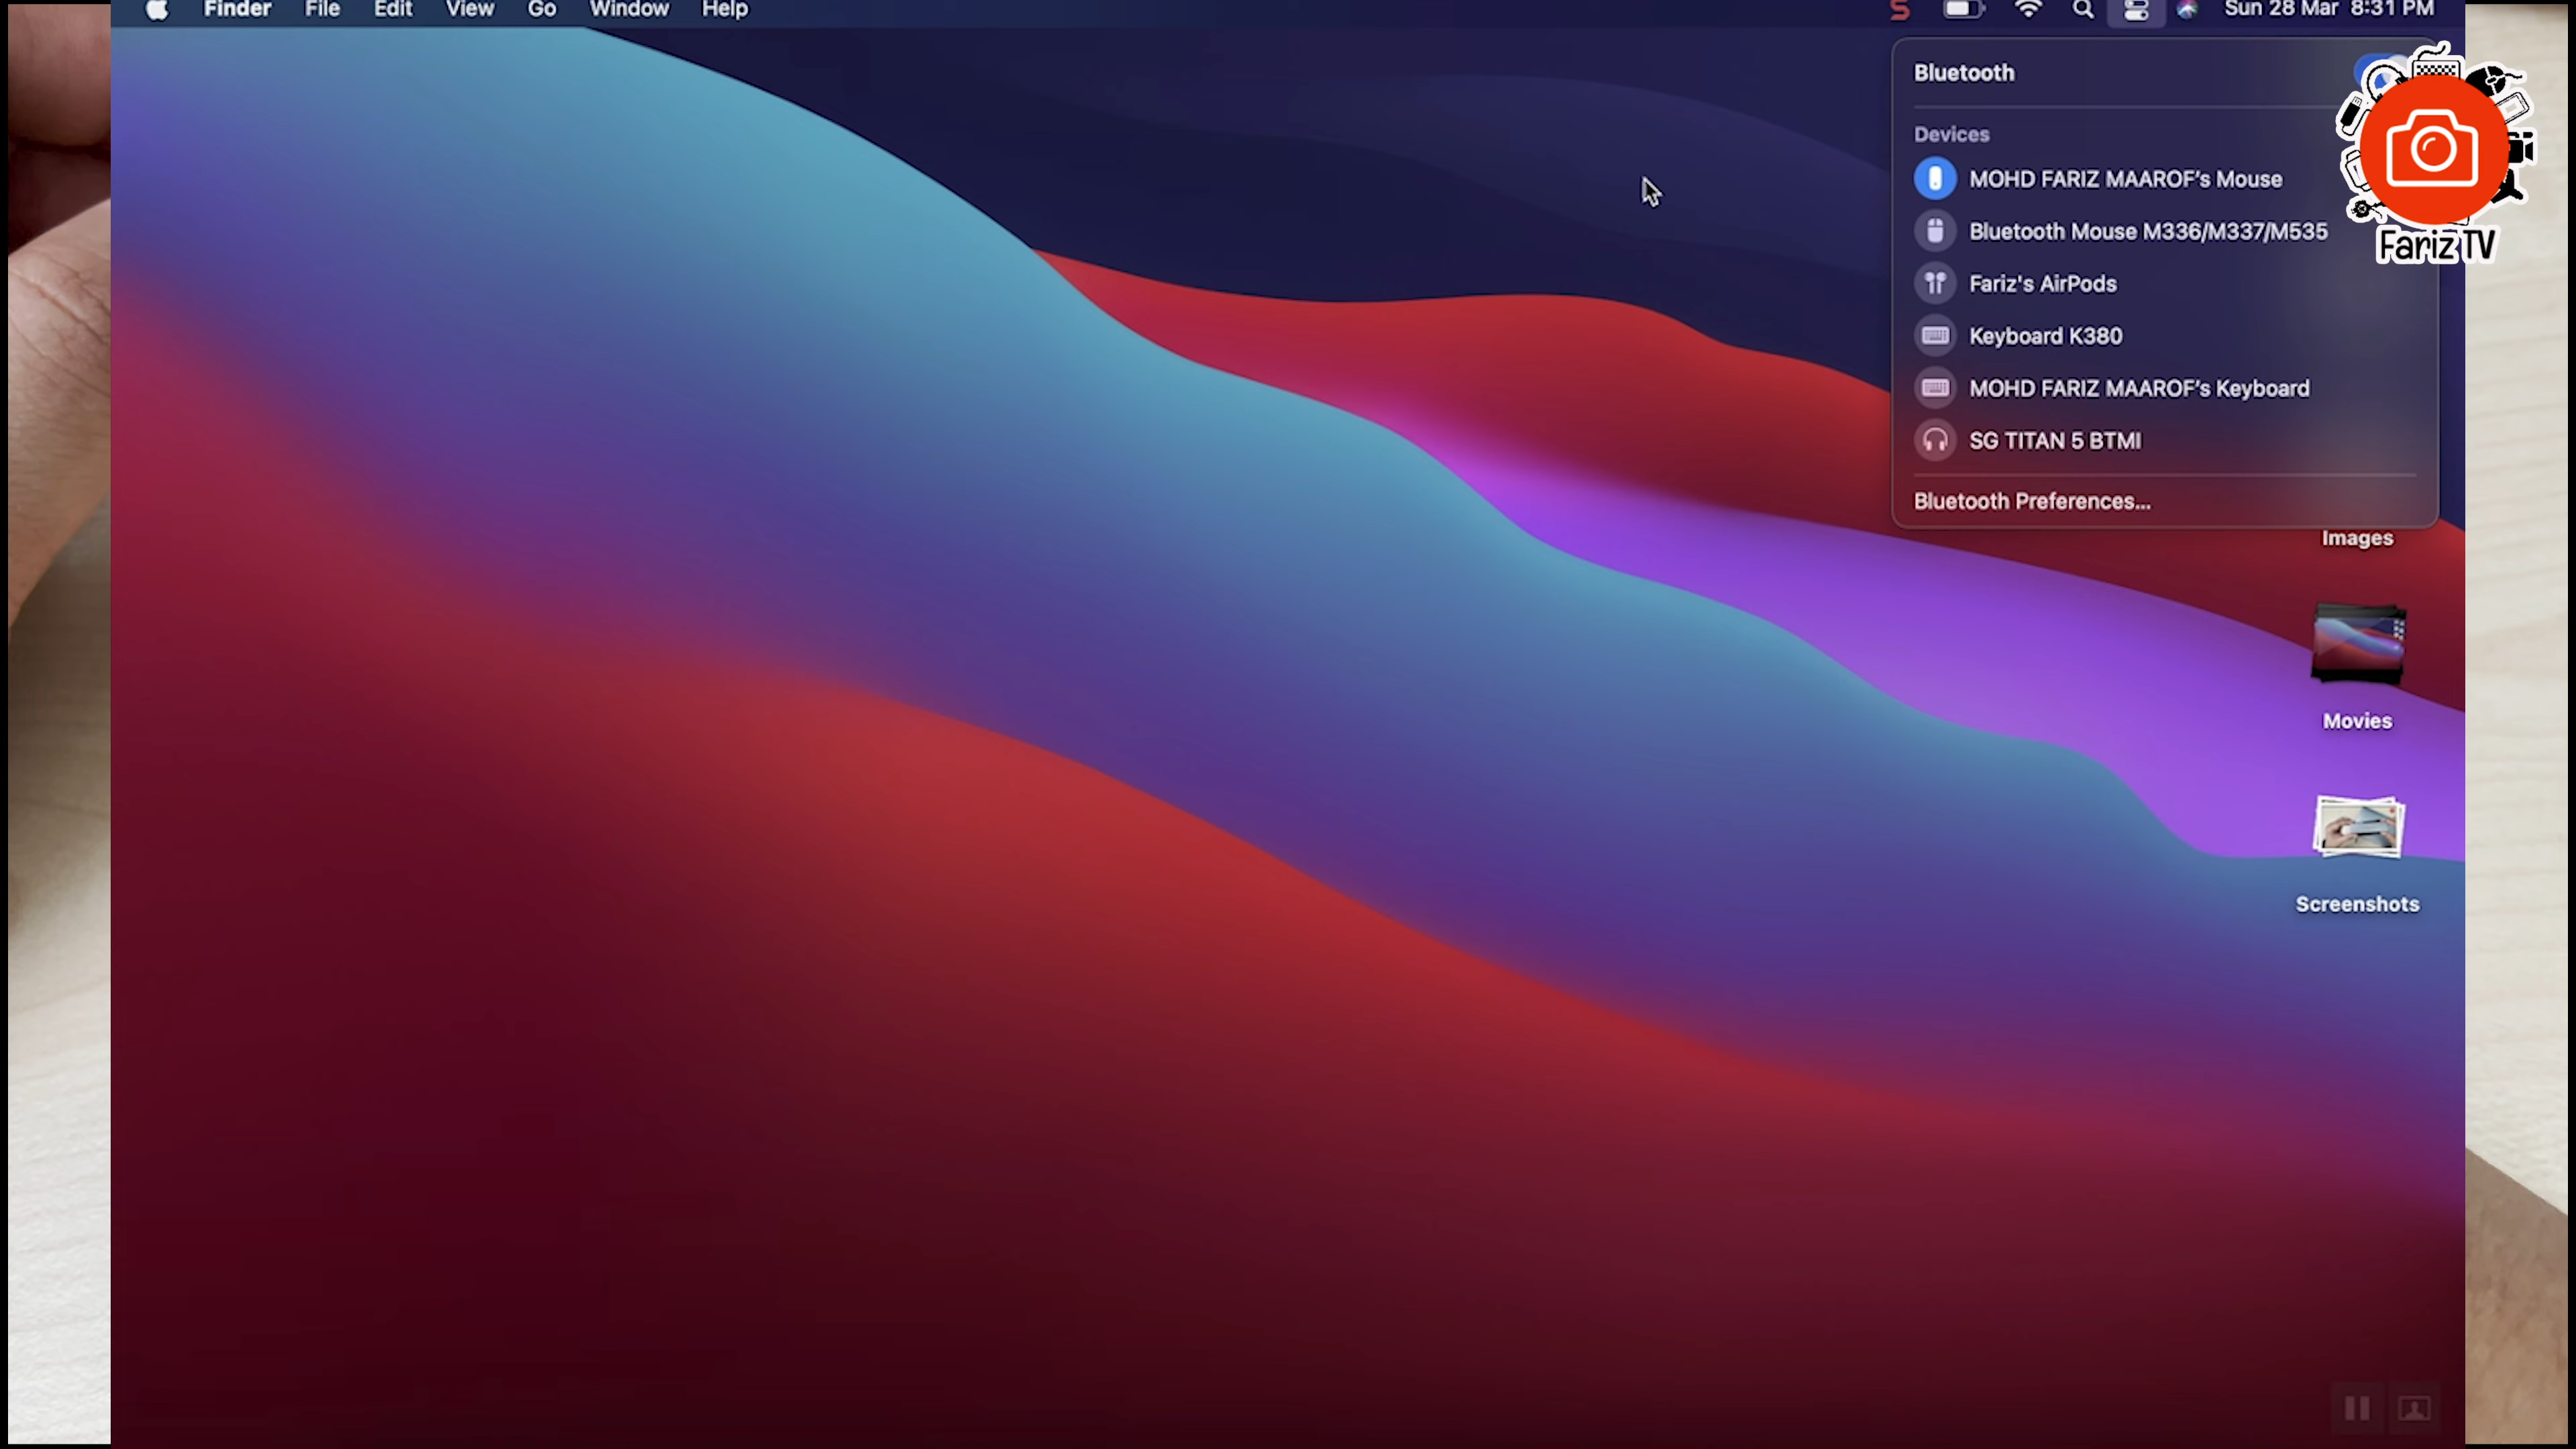 Finder File Edit View Go Window Help S Sun 28 Mar 8:31 PM
Bluetooth
Devices
MOHD FARIZ MAAROF's Mouse
Bluetooth Mouse M336/M337/M535
Fariz's AirPods
Keyboard K380
MOHD FARIZ MAAROF's Keyboard
SG TITAN 5 BTMI
Bluetooth Preferences...
Fariz TV
Images
Movies
Screenshots